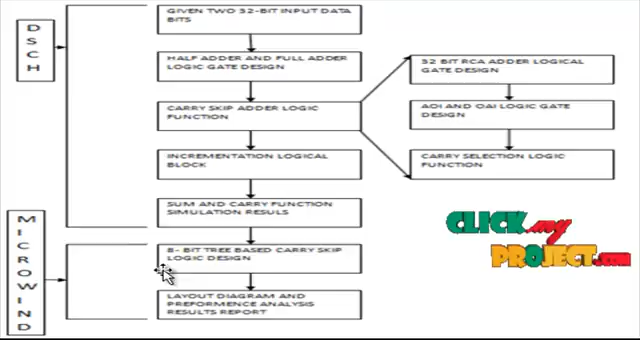 DSCH
GIVEN TWO 32-BIT INPUT DATA
BITS
HALF ADDER AND FULL ADDER
LOGIC GATE DESIGN
CARRY SKIP ADDER LOGIC
FUNCTION
INCREMENTATION LOGICAL
BLOCK
SUM AND CARRY FUNCTION
SIMULATION RESULS
32 BIT RCA ADDER LOGICAL
GATE DESIGN
AOI AND OAI LOGIC GATE
DESIGN
CARRY SELECTION LOGIC
FUNCTION
MICROWIND
8- BIT TREE BASED CARRY SKIP
LOGIC DESIGN
LAYOUT DIAGRAM AND
PREFORMENCE ANALYSIS
RESULTS REPORT
CLICK my
PROJECT.com